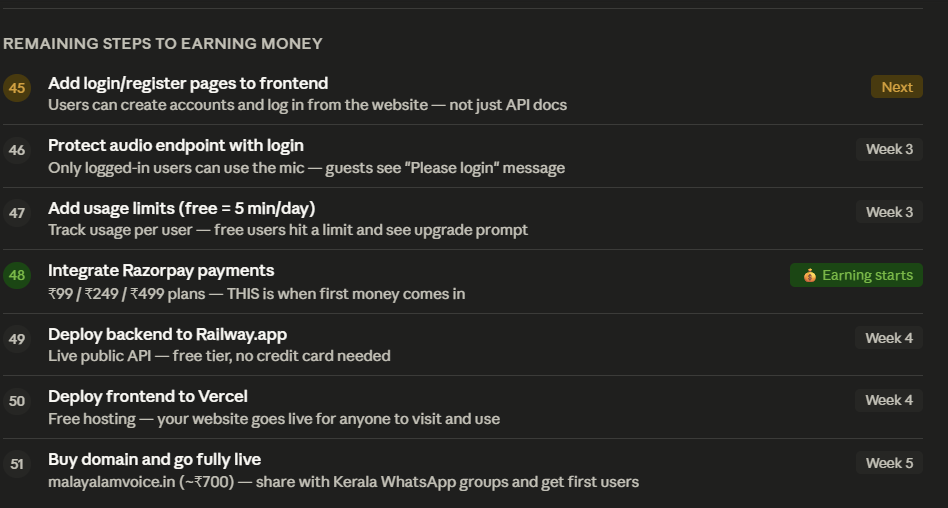 REMAINING STEPS TO EARNING MONEY
45
Add login/register pages to frontend
Next
Users can create accounts and log in from the website — not just API docs
46
Protect audio endpoint with login
Week 3
Only logged-in users can use the mic — guests see "Please login" message
47
Add usage limits (free = 5 min/day)
Week 3
Track usage per user — free users hit a limit and see upgrade prompt
48
Integrate Razorpay payments
💰 Earning starts
₹99 / ₹249 / ₹499 plans — THIS is when first money comes in
49
Deploy backend to Railway.app
Week 4
Live public API — free tier, no credit card needed
50
Deploy frontend to Vercel
Week 4
Free hosting — your website goes live for anyone to visit and use
51
Buy domain and go fully live
Week 5
malayalamvoice.in (~₹700) — share with Kerala WhatsApp groups and get first users